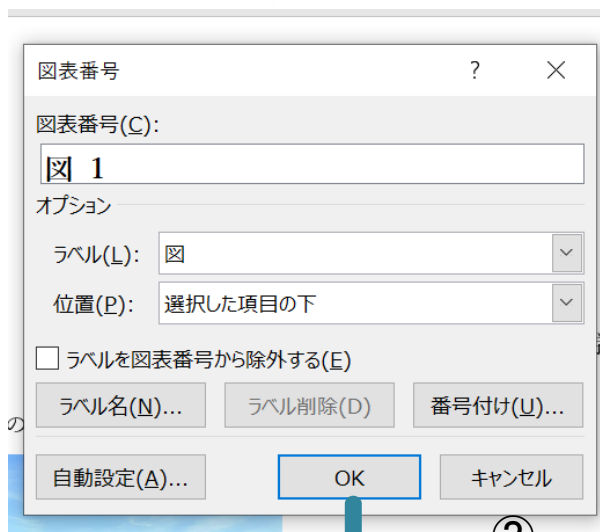 図表番号 ?
図表番号(C):
図 1
オプション
ラベル(L): 図
位置(P): 選択した項目の下
ラベルを図表番号から除外する(E)
ラベル名(N)... ラベル削除(D) 番号付け(U)...
の
自動設定(A)... OK キャンセル